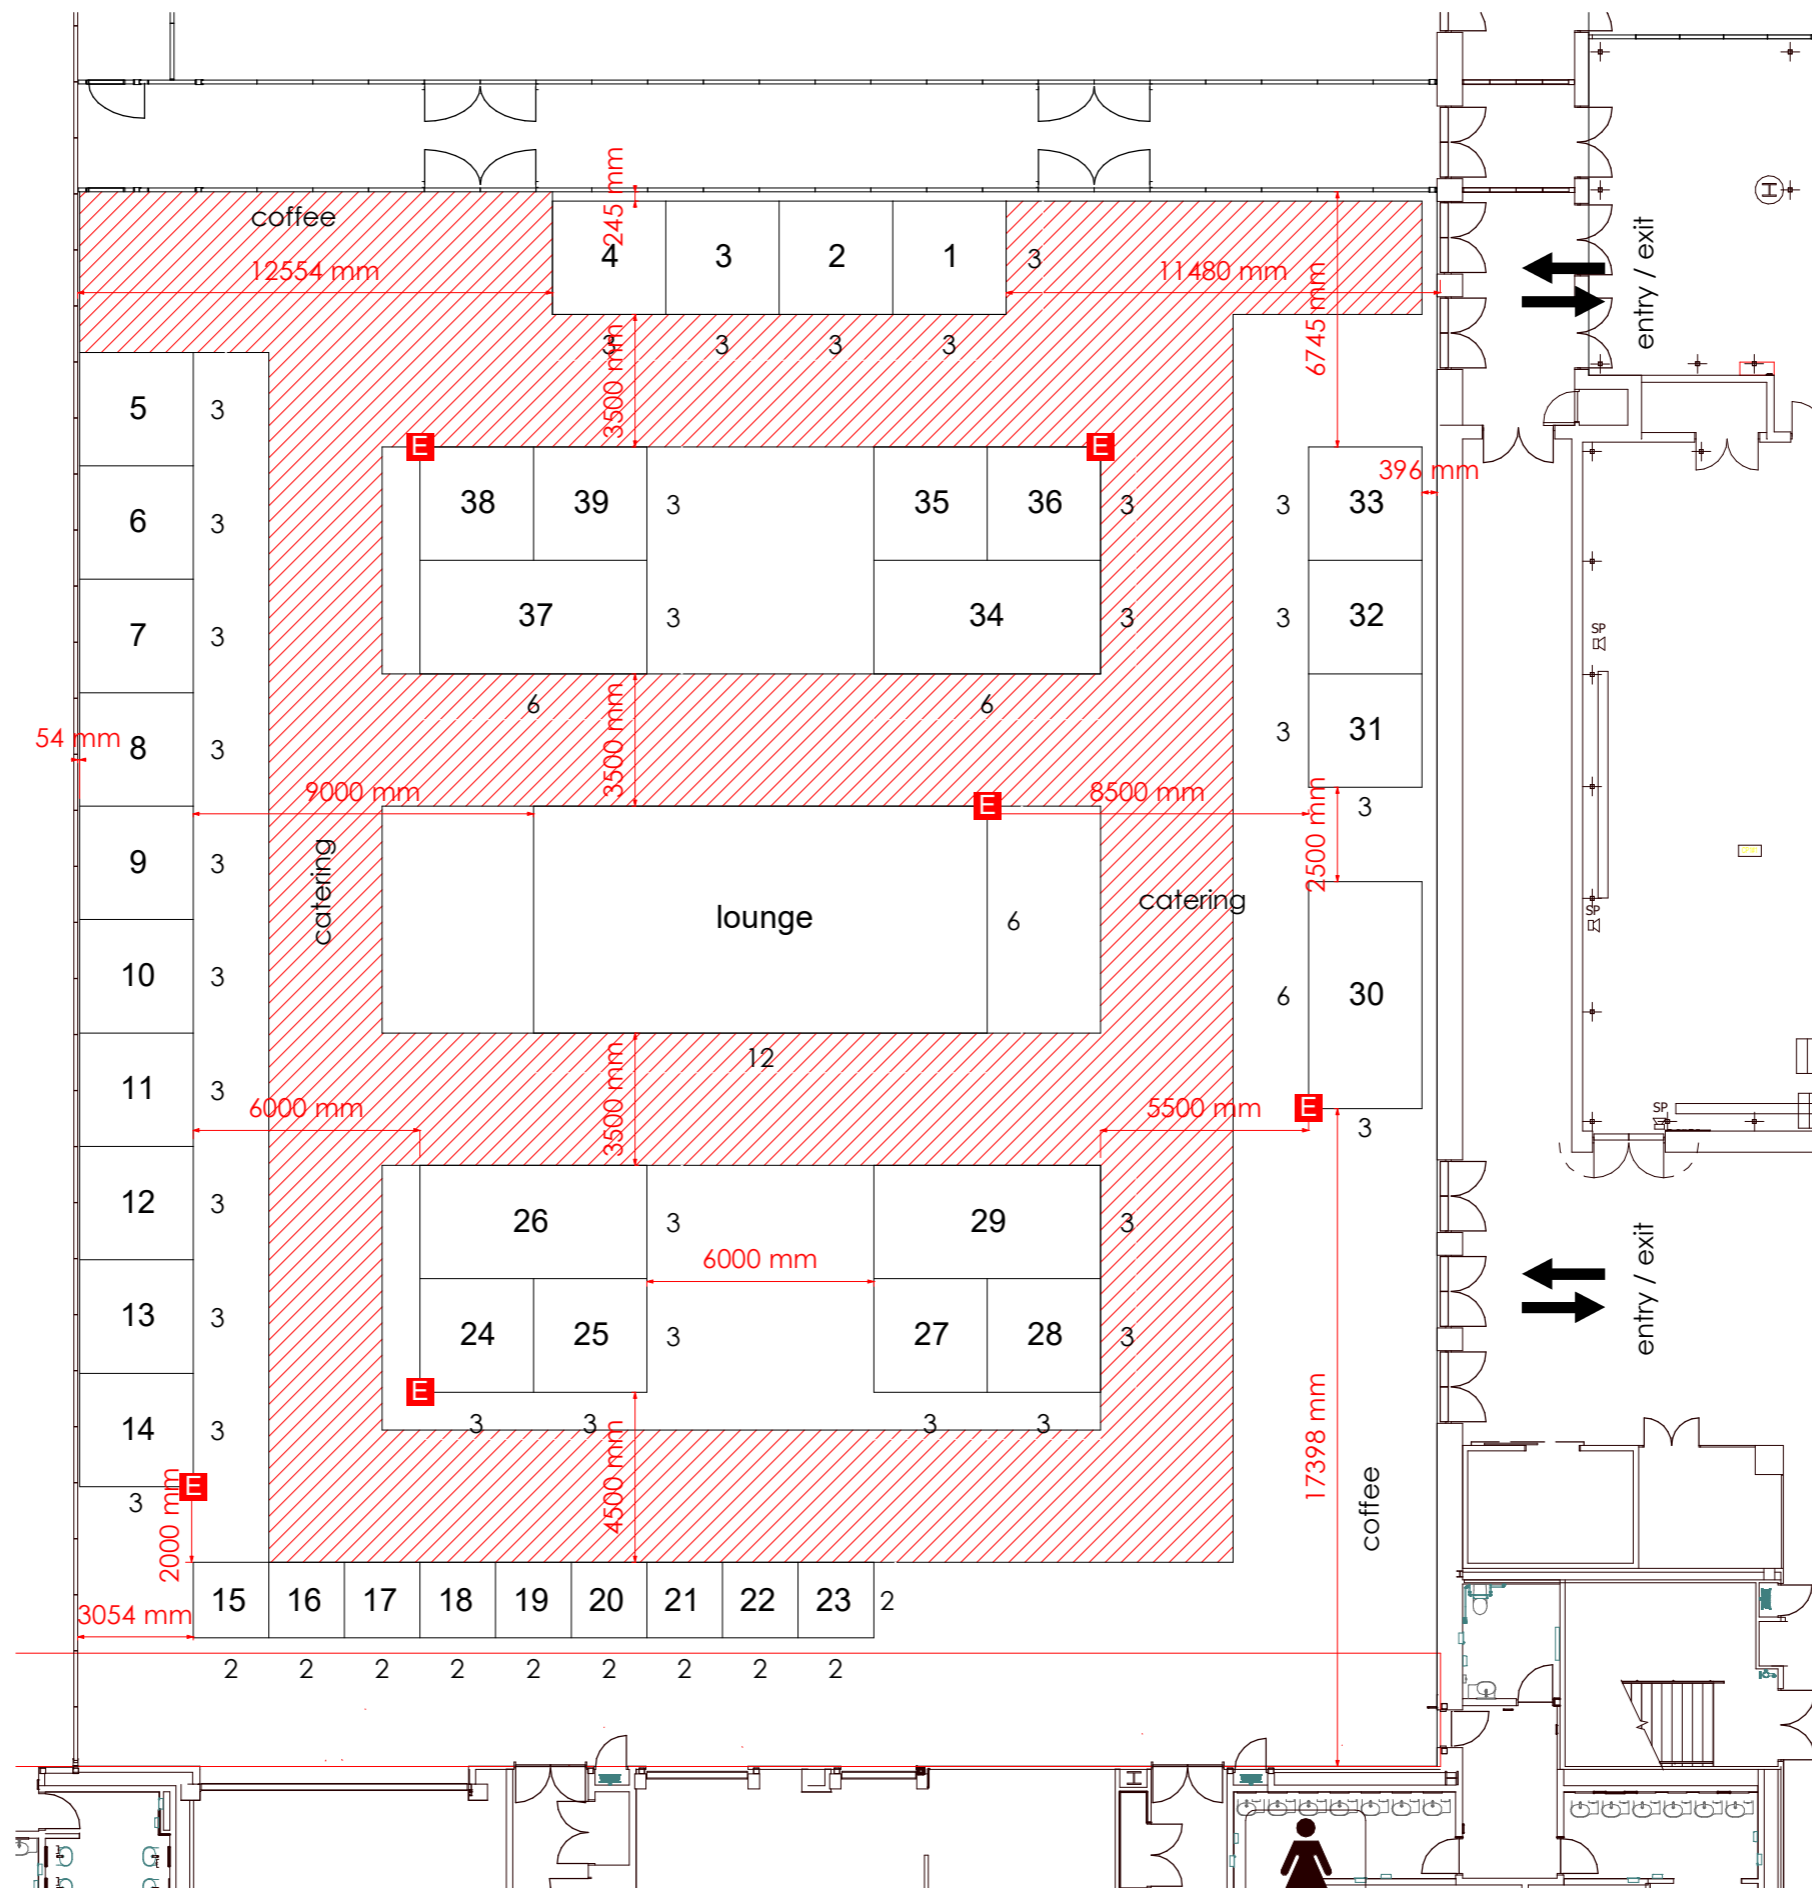 coffee
12554 mm
245 mm
4
3
2
1
3
11480 mm
6745 mm
entry / exit
H
3
3
3
3
3500 mm
5
3
E
E
396 mm
38
39
3
35
36
3
3
33
6
3
37
3
34
3
3
32
SP
7
3
6
6
3500 mm
54 mm
8
3
3
31
9000 mm
E
8500 mm
3
2500 mm
9
3
catering
lounge
6
catering
SP
10
3
6
30
11
3
12
6000 mm
3500 mm
5500 mm
E
3
SP
12
3
26
3
29
3
6000 mm
entry / exit
13
3
24
25
3
27
28
3
E
14
3
3
3
3
3
4500 mm
17398 mm
coffee
E
3
2000 mm
15
16
17
18
19
20
21
22
23
2
3054 mm
2
2
2
2
2
2
2
2
2
H